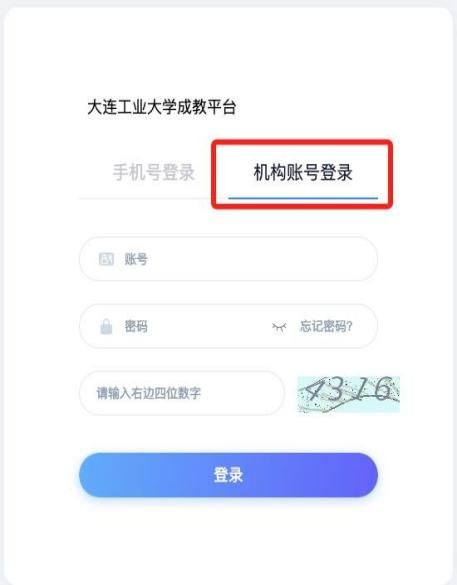 大连工业大学成教平台
手机号登录 机构账号登录
账号
密码 忘记密码?
请输入右边四位数字 4316
登录